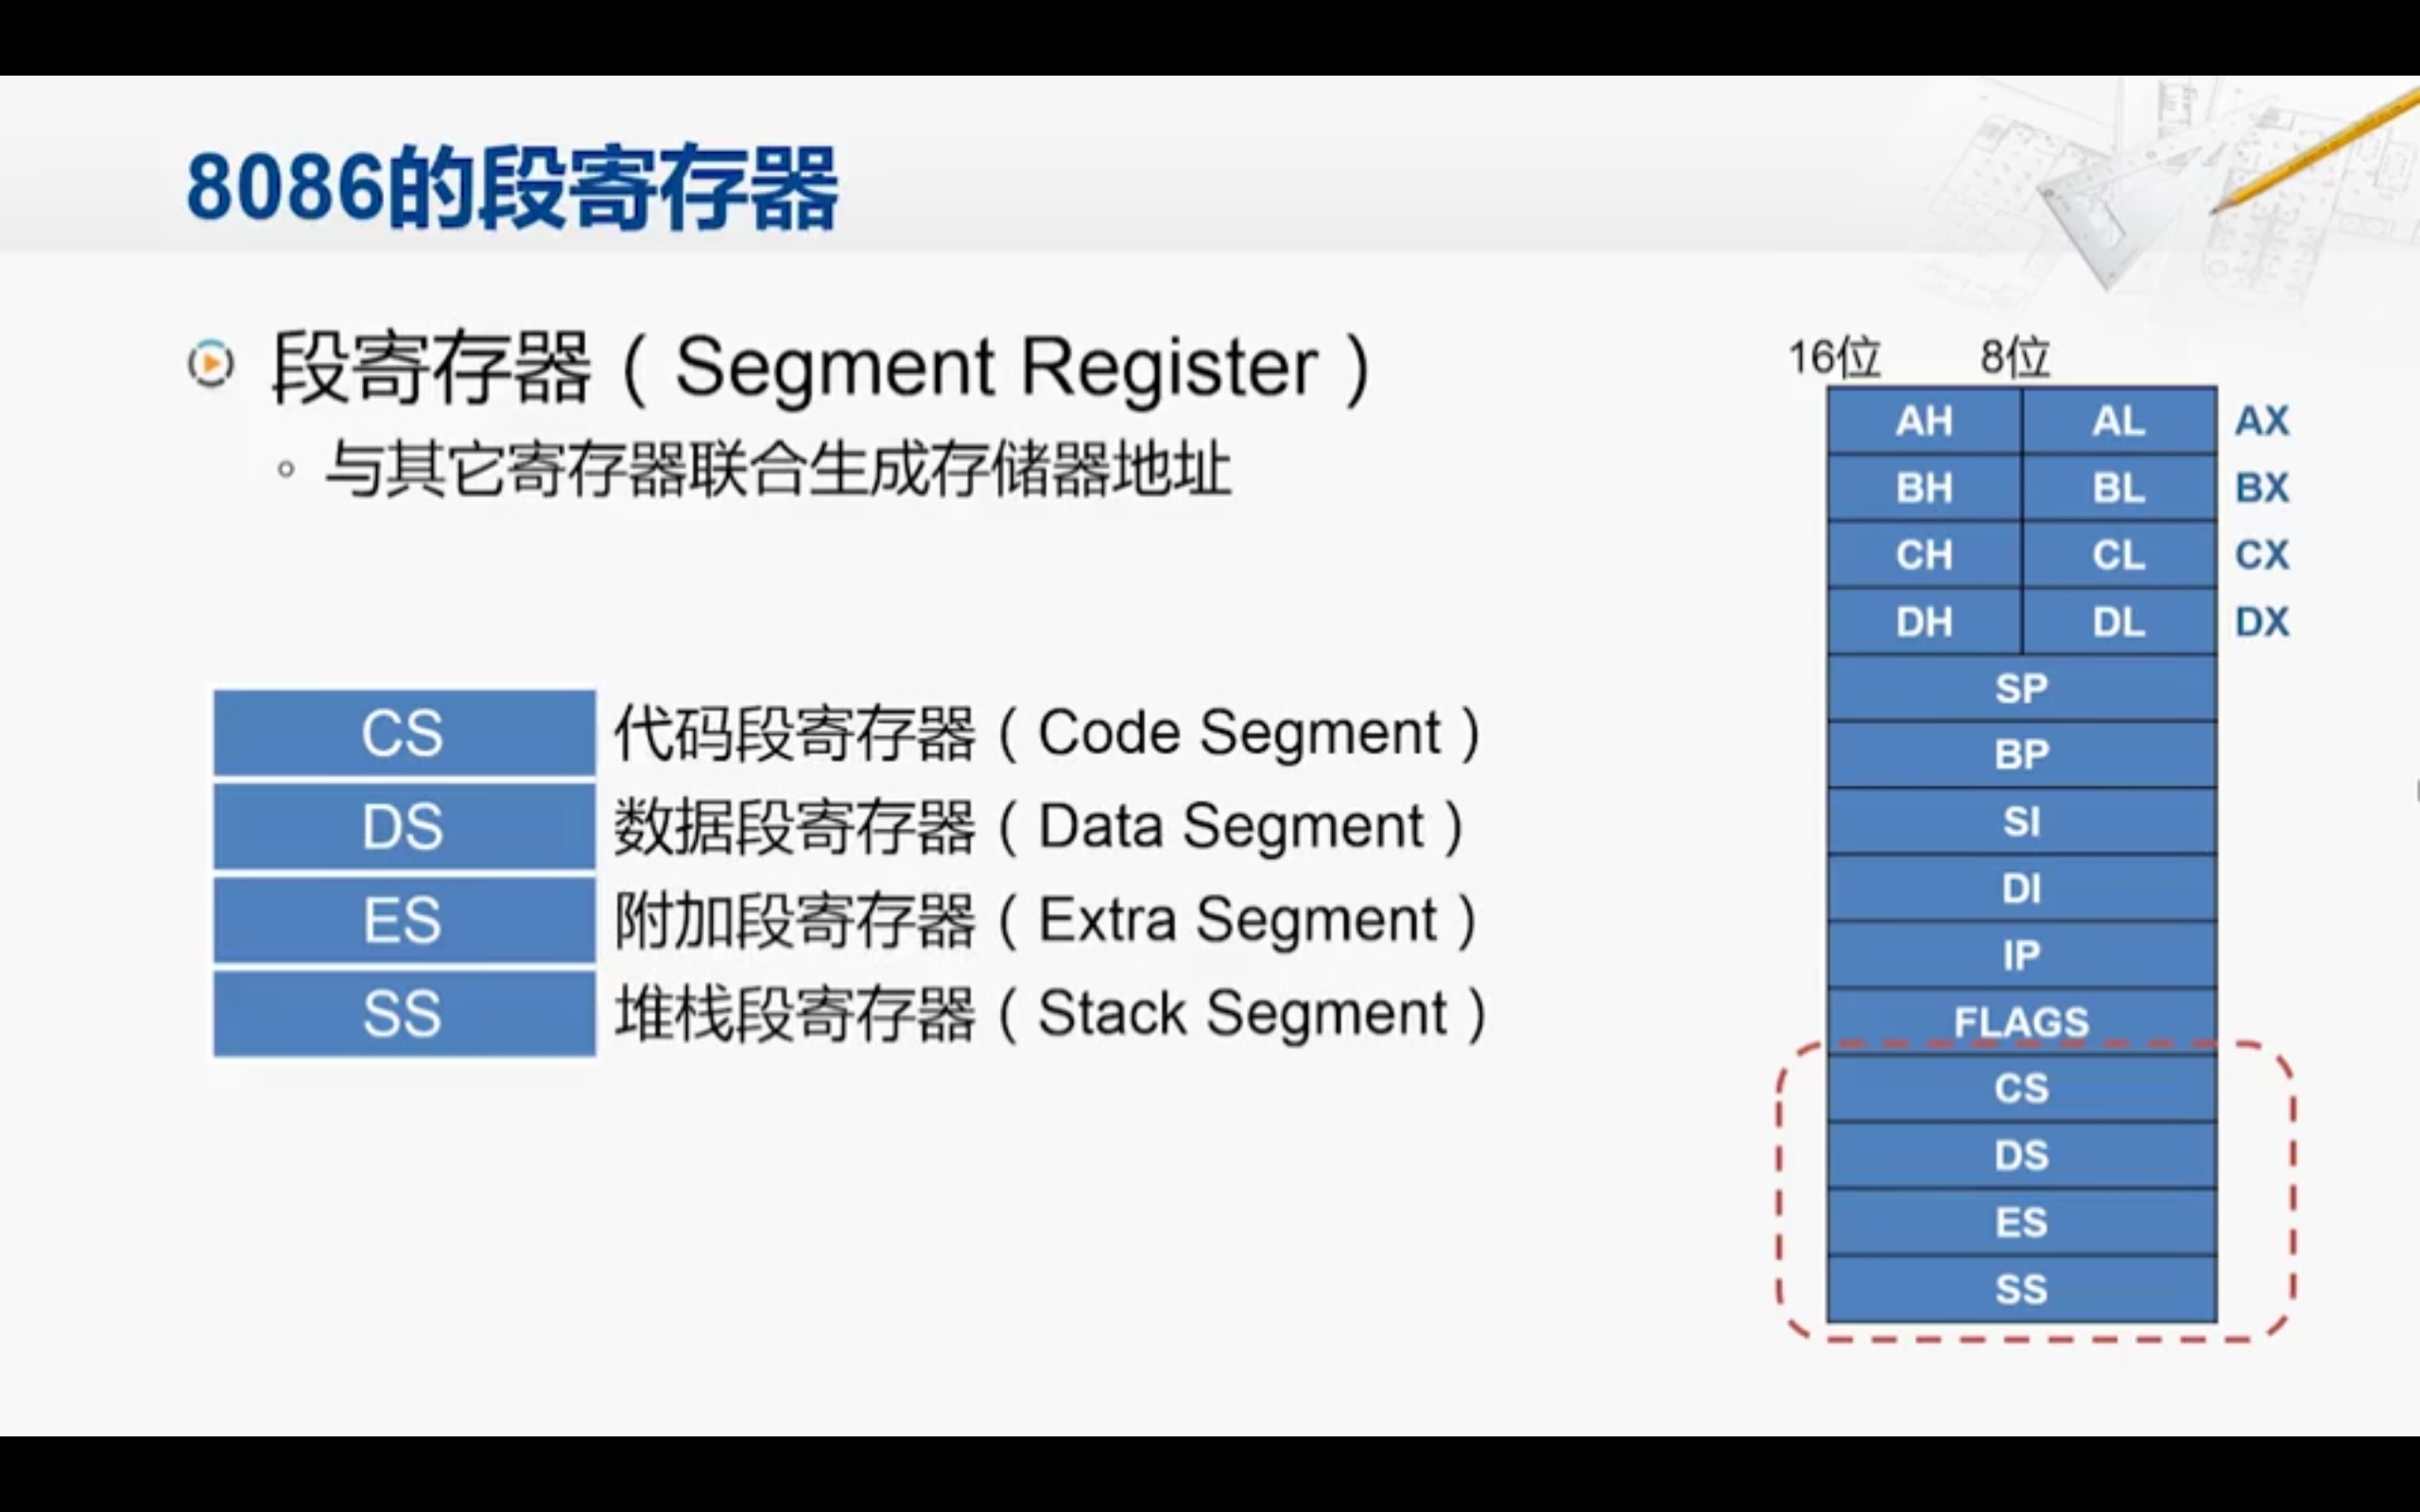 8086的段寄存器
段寄存器（Segment Register）
与其它寄存器联合生成存储器地址
CS 代码段寄存器（Code Segment）
DS 数据段寄存器（Data Segment）
ES 附加段寄存器（Extra Segment）
SS 堆栈段寄存器（Stack Segment）
16位 8位
AH AL AX
BH BL BX
CH CL CX
DH DL DX
SP
BP
SI
DI
IP
FLAGS
CS
DS
ES
SS